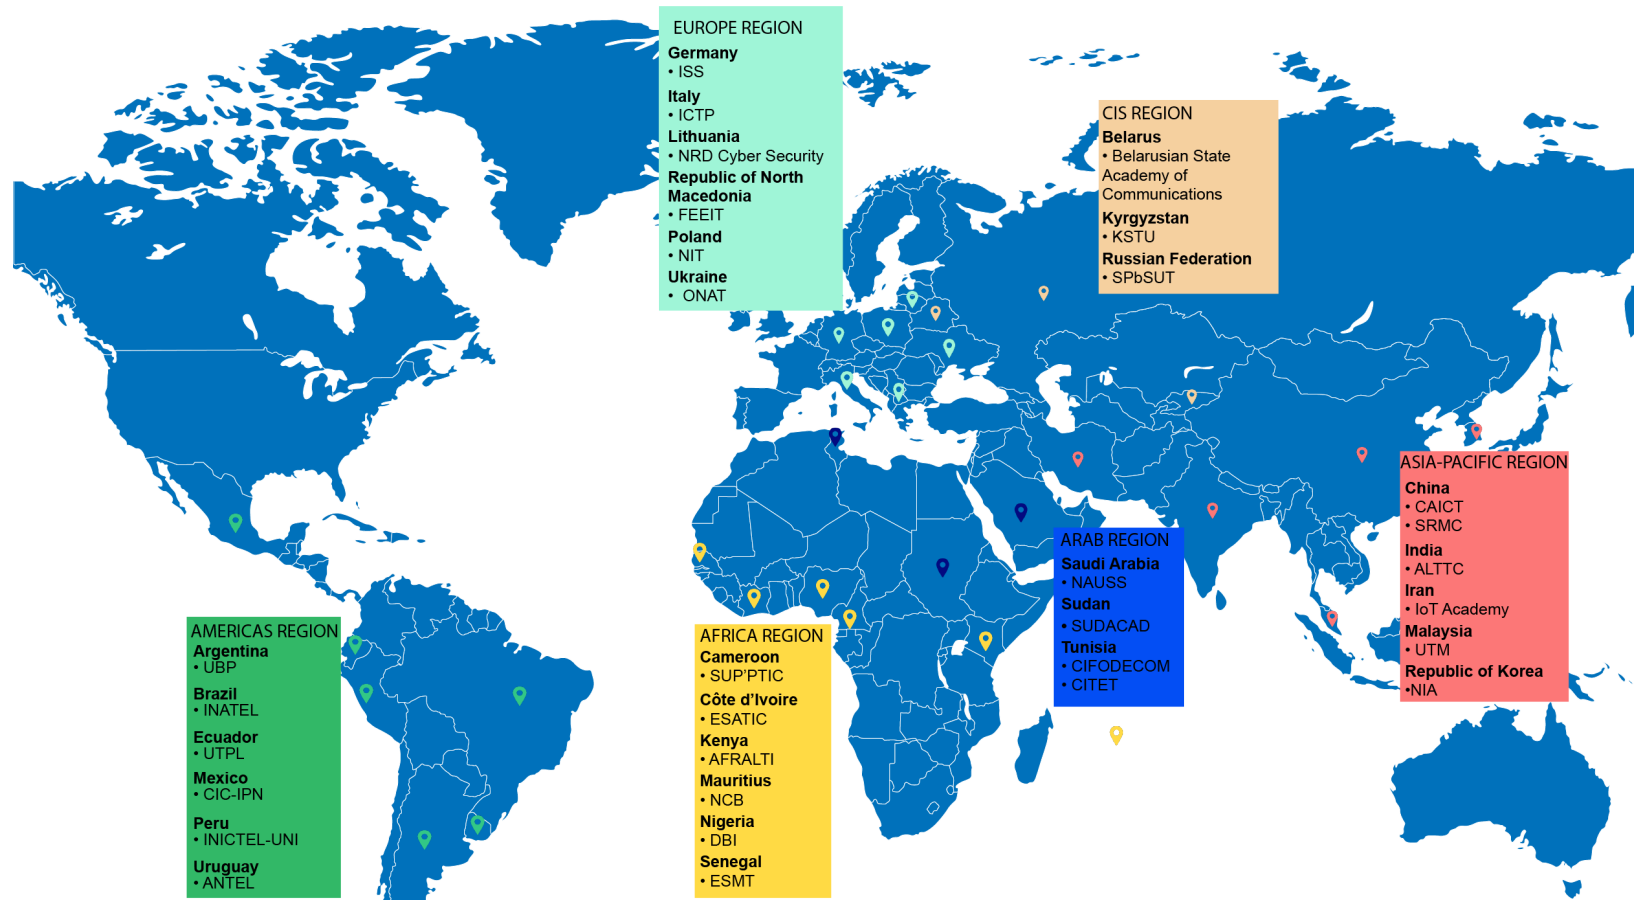 EUROPE REGION
Germany
• ISS
Italy
• ICTP
Lithuania
• NRD Cyber Security
Republic of North
Macedonia
• FEEIT
Poland
• NIT
Ukraine
• ONAT
CIS REGION
Belarus
• Belarusian State
Academy of
Communications
Kyrgyzstan
• KSTU
Russian Federation
• SPbSUT
ASIA-PACIFIC REGION
China
• CAICT
• SRMC
India
• ALTTC
Iran
• IoT Academy
Malaysia
• UTM
Republic of Korea
•NIA
ARAB REGION
Saudi Arabia
• NAUSS
Sudan
• SUDACAD
Tunisia
• CIFODECOM
• CITET
AFRICA REGION
Cameroon
• SUP’PTIC
Côte d’Ivoire
• ESATIC
Kenya
• AFRALTI
Mauritius
• NCB
Nigeria
• DBI
Senegal
• ESMT
AMERICAS REGION
Argentina
• UBP
Brazil
• INATEL
Ecuador
• UTPL
Mexico
• CIC-IPN
Peru
• INICTEL-UNI
Uruguay
• ANTEL